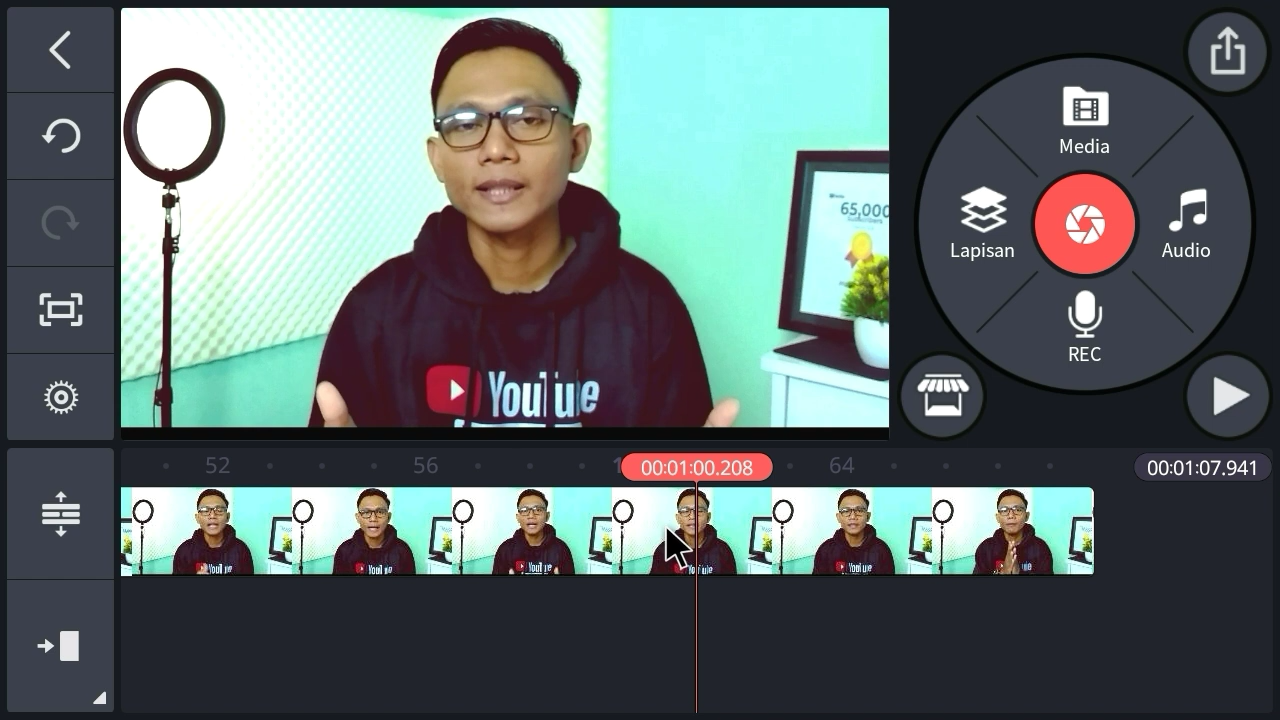 Media
Lapisan
Audio
REC
65,000
YouTube
52
56
00:01:00.208
64
00:01:07.941